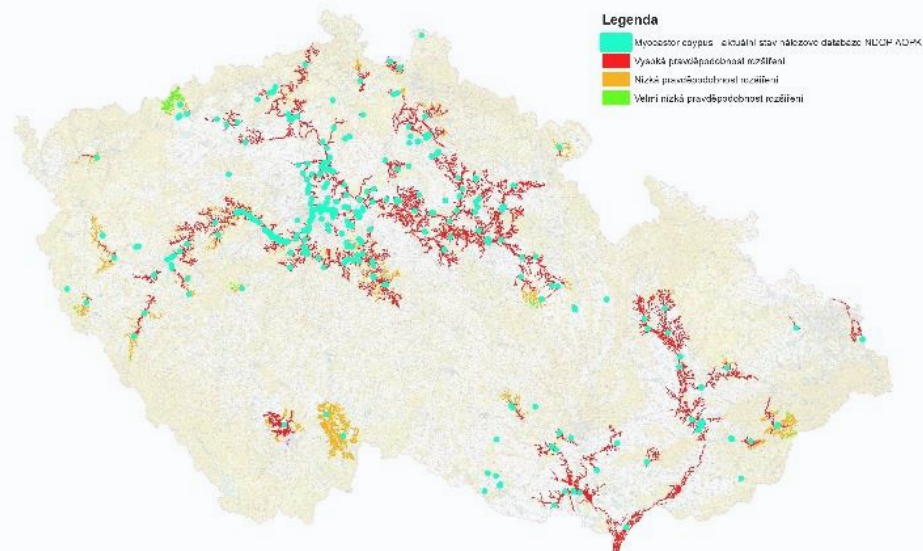 Legenda
Myocastor coypus - aktuální stav nálezové databáze NDOP AOPK
Vysoká pravděpodobnost rozšíření
Nízká pravděpodobnost rozšíření
Velmi nízká pravděpodobnost rozšíření